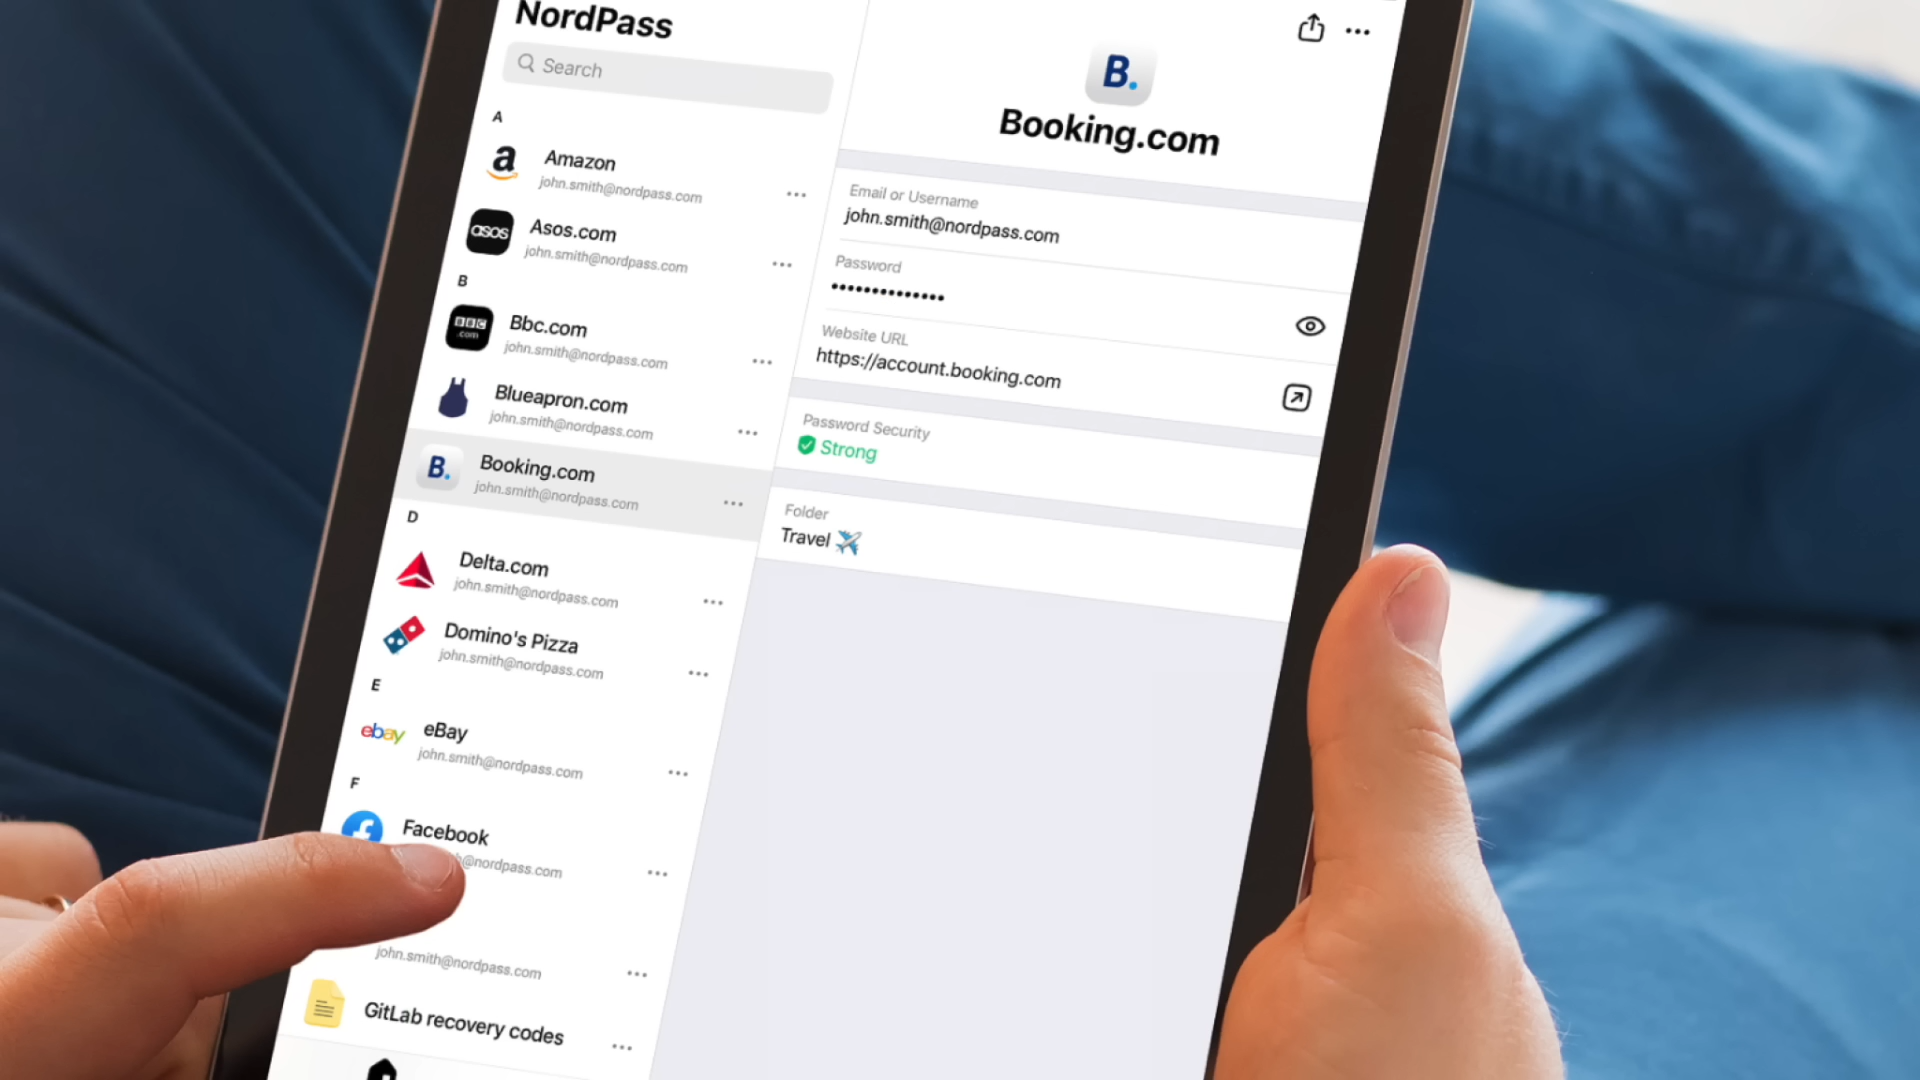 NordPass
Search
A
a
Amazon
john.smith@nordpass.com
asos
Asos.com
john.smith@nordpass.com
B
BBC
.com
Bbc.com
john.smith@nordpass.com
Blueapron.com
john.smith@nordpass.com
B.
Booking.com
john.smith@nordpass.com
D
Delta.com
john.smith@nordpass.com
Domino's Pizza
john.smith@nordpass.com
E
ebay
eBay
john.smith@nordpass.com
F
f
Facebook
h@nordpass.com
john.smith@nordpass.com
GitLab recovery codes
B.
Booking.com
Email or Username
john.smith@nordpass.com
Password
••••••••••••••
Website URL
https://account.booking.com
Password Security
Strong
Folder
Travel ✈️